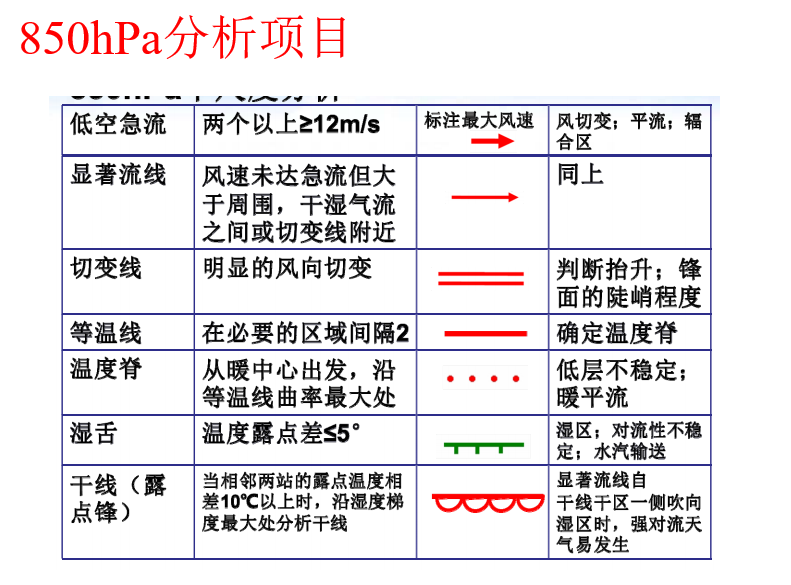 850hPa分析项目
低空急流
两个以上≥12m/s
标注最大风速
风切变；平流；辐
合区
显著流线
风速未达急流但大
于周围，干湿气流
之间或切变线附近
同上
切变线
明显的风向切变
判断抬升；锋
面的陡峭程度
等温线
在必要的区域间隔2
确定温度脊
温度脊
从暖中心出发，沿
等温线曲率最大处
低层不稳定；
暖平流
湿舌
温度露点差≤5°
湿区；对流性不稳
定；水汽输送
干线（露
点锋）
当相邻两站的露点温度相
差10℃以上时，沿湿度梯
度最大处分析干线
显著流线自
干线干区一侧吹向
湿区时，强对流天
气易发生